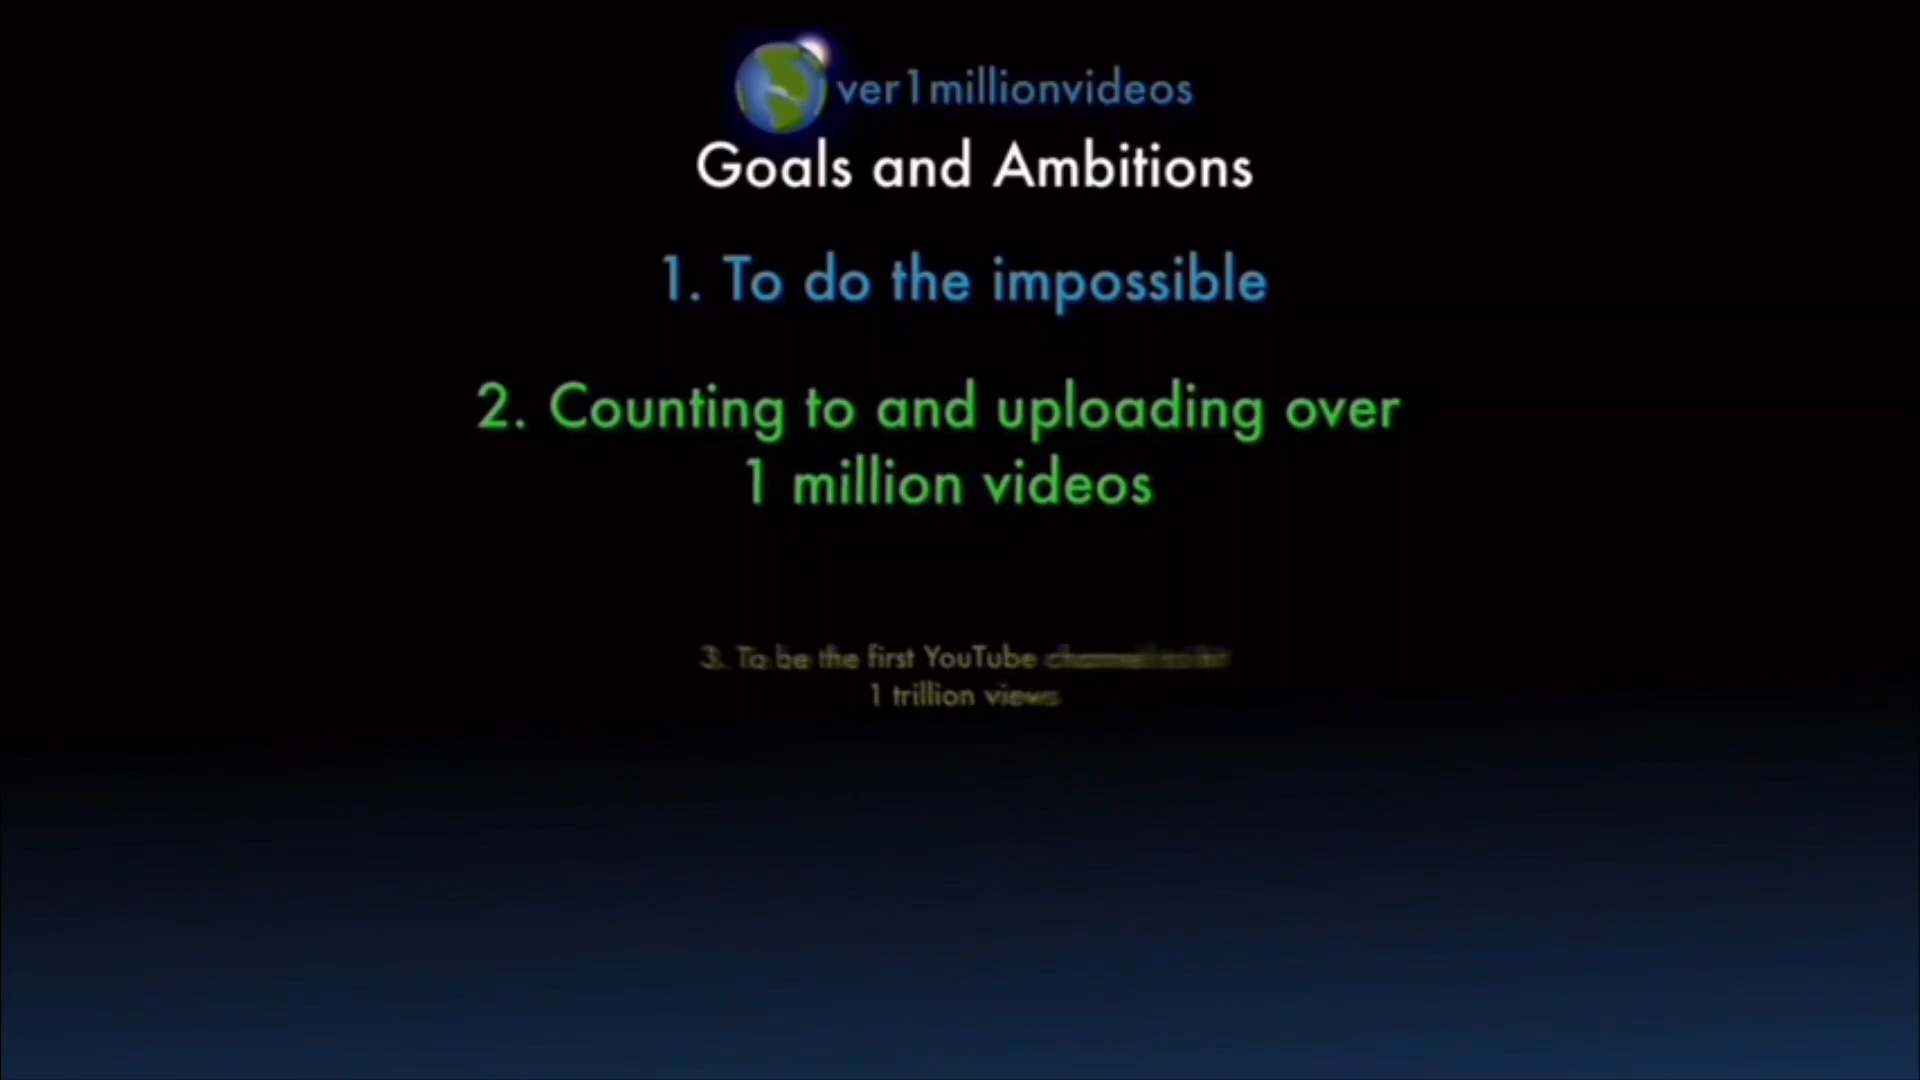 ver1millionvideos
Goals and Ambitions
1. To do the impossible
2. Counting to and uploading over
1 million videos
3. To be the first YouTube
1 trillion views